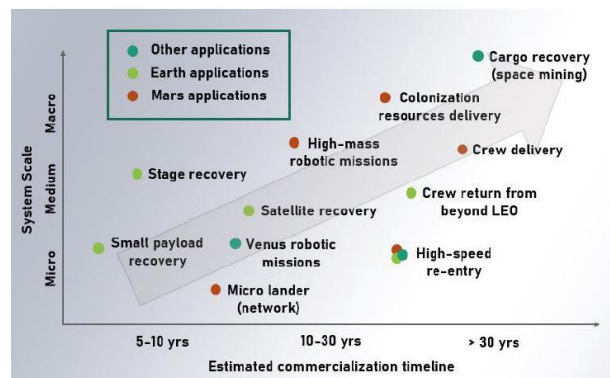 Other applications
Earth applications
Mars applications
Cargo recovery
(space mining)
Colonization
resources delivery
High-mass
robotic missions
Crew delivery
Stage recovery
Crew return from
beyond LEO
Satellite recovery
Small payload
recovery
Venus robotic
missions
High-speed
re-entry
Micro lander
(network)
System Scale
Macro
Medium
Micro
5-10 yrs
10-30 yrs
> 30 yrs
Estimated commercialization timeline